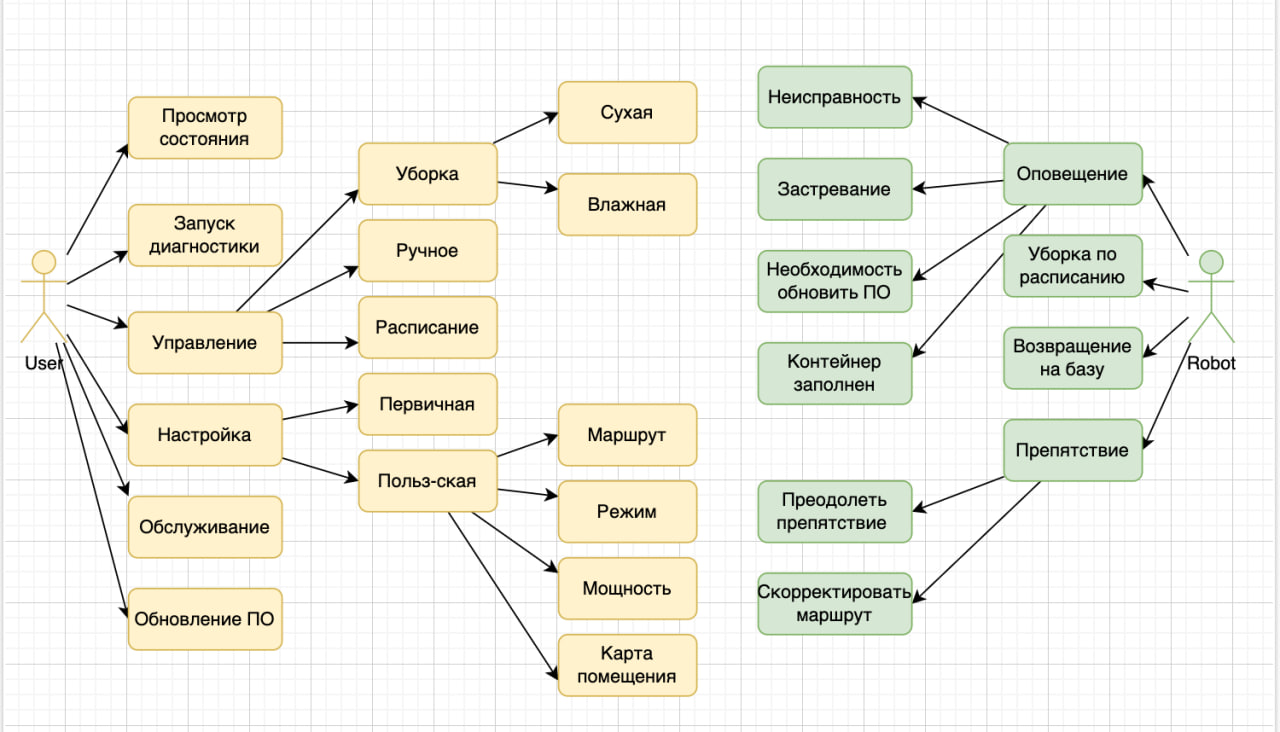 Просмотр
состояния
Запуск
диагностики
User
Управление
Настройка
Обслуживание
Обновление ПО
Уборка
Ручное
Расписание
Первичная
Польз-ская
Сухая
Влажная
Маршрут
Режим
Мощность
Карта
помещения
Неисправность
Застревание
Необходимость
обновить ПО
Контейнер
заполнен
Преодолеть
препятствие
Скорректировать
маршрут
Оповещение
Уборка по
расписанию
Возвращение
на базу
Препятствие
Robot